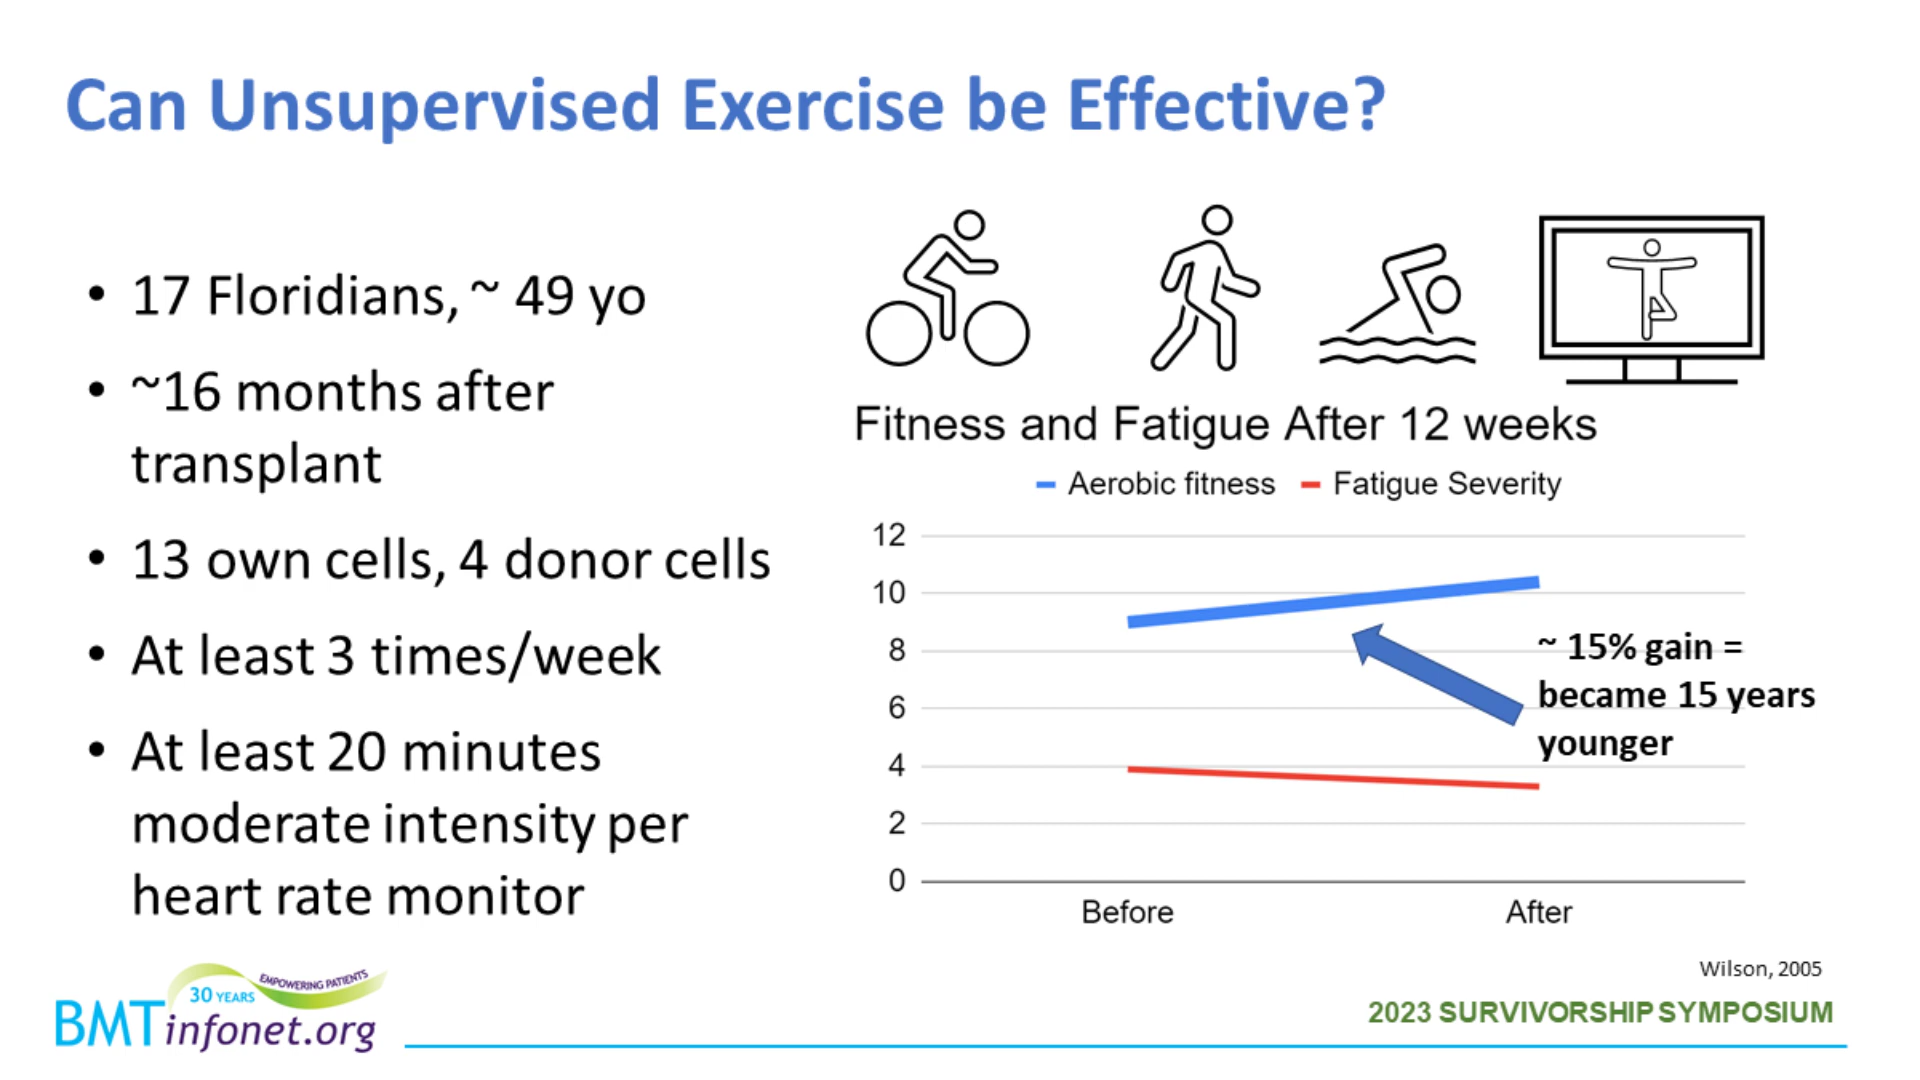 Can Unsupervised Exercise be Effective?
• 17 Floridians, ~ 49 yo
• ~16 months after
transplant
• 13 own cells, 4 donor cells
• At least 3 times/week
• At least 20 minutes
moderate intensity per
heart rate monitor
Fitness and Fatigue After 12 weeks
Aerobic fitness Fatigue Severity
12
10
8
6
4
2
0
Before After
~ 15% gain =
became 15 years
younger
Wilson, 2005
2023 SURVIVORSHIP SYMPOSIUM
EMPOWERING PATIENTS
30 YEARS
BMTinfonet.org